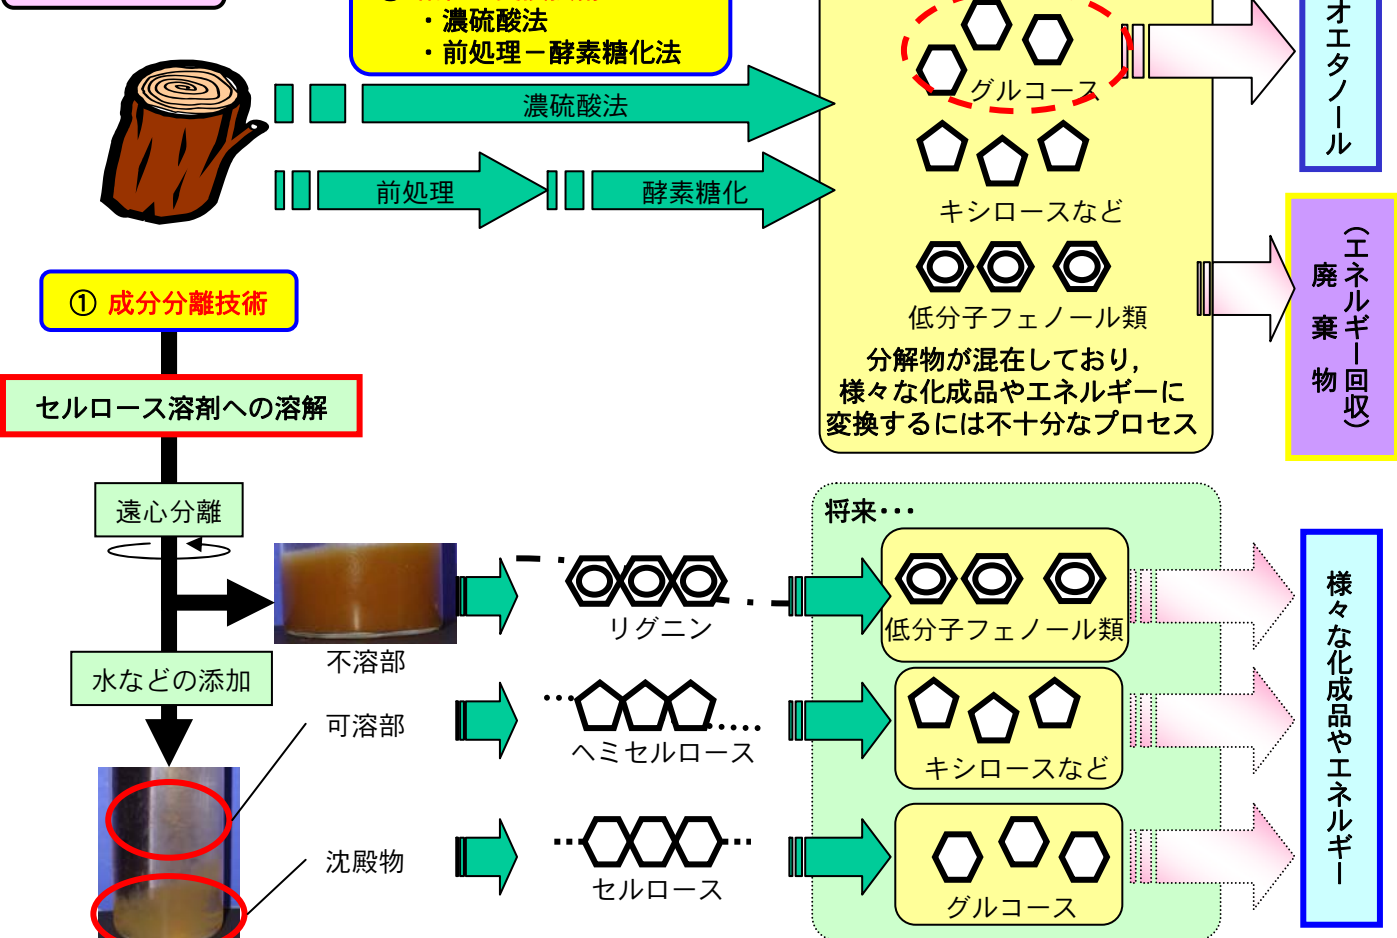 ・濃硫酸法
・前処理－酵素糖化法
濃硫酸法
前処理
酵素糖化
グルコース
キシロースなど
低分子フェノール類
分解物が混在しており，
様々な化成品やエネルギーに
変換するには不十分なプロセス
オエタノール
（エネルギー回収）
廃棄物
① 成分分離技術
セルロース溶剤への溶解
遠心分離
水などの添加
不溶部
可溶部
沈殿物
リグニン
ヘミセルロース
セルロース
将来・・・
低分子フェノール類
キシロースなど
グルコース
様々な化成品やエネルギー